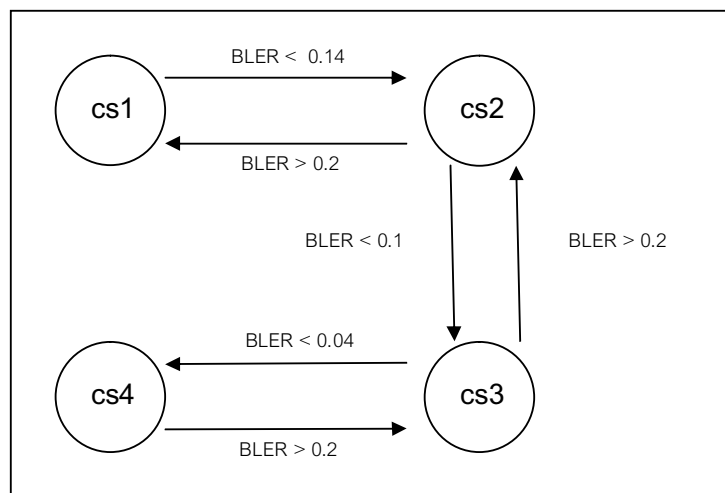 BLER < 0.14
cs1
cs2
BLER > 0.2
BLER < 0.1
BLER > 0.2
BLER < 0.04
cs4
cs3
BLER > 0.2